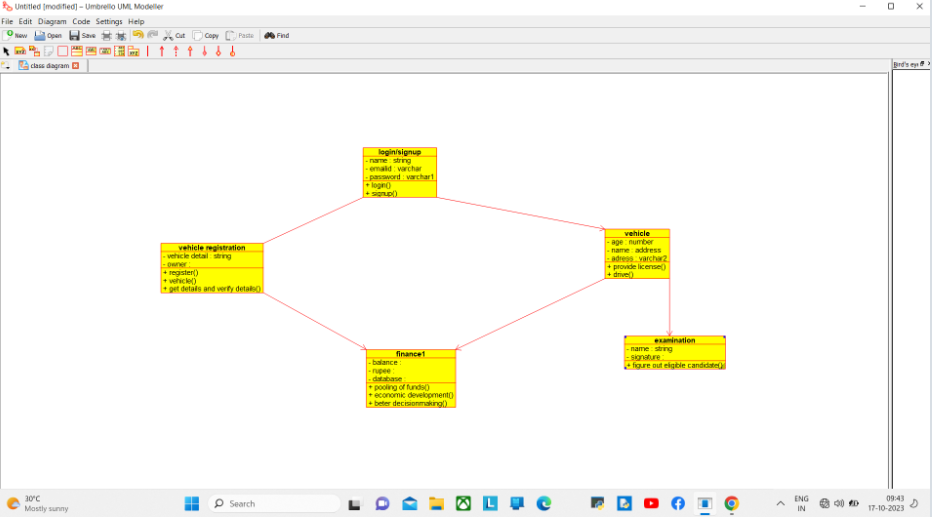 Untitled [modified] – Umbrello UML Modeller
File Edit Diagram Code Settings Help
New Open Save Cut Copy Paste Find
class diagram
Bird's eye
login/signup
- name : string
- emailid : varchar
- password : varchar1
+ login()
+ signup()
vehicle registration
- vehicle detail : string
- owner :
+ register()
+ vehicle()
+ get details and verify details()
vehicle
- age : number
- name : address
- adress : varchar2
+ provide license()
+ drive()
finance1
- balance :
- rupee :
- database :
+ pooling of funds()
+ economic development()
+ beter decisionmaking()
examination
- name : string
- signature :
+ figure out eligible candidate()
30°C
Mostly sunny
Search
ENG
IN
09:43
17-10-2023